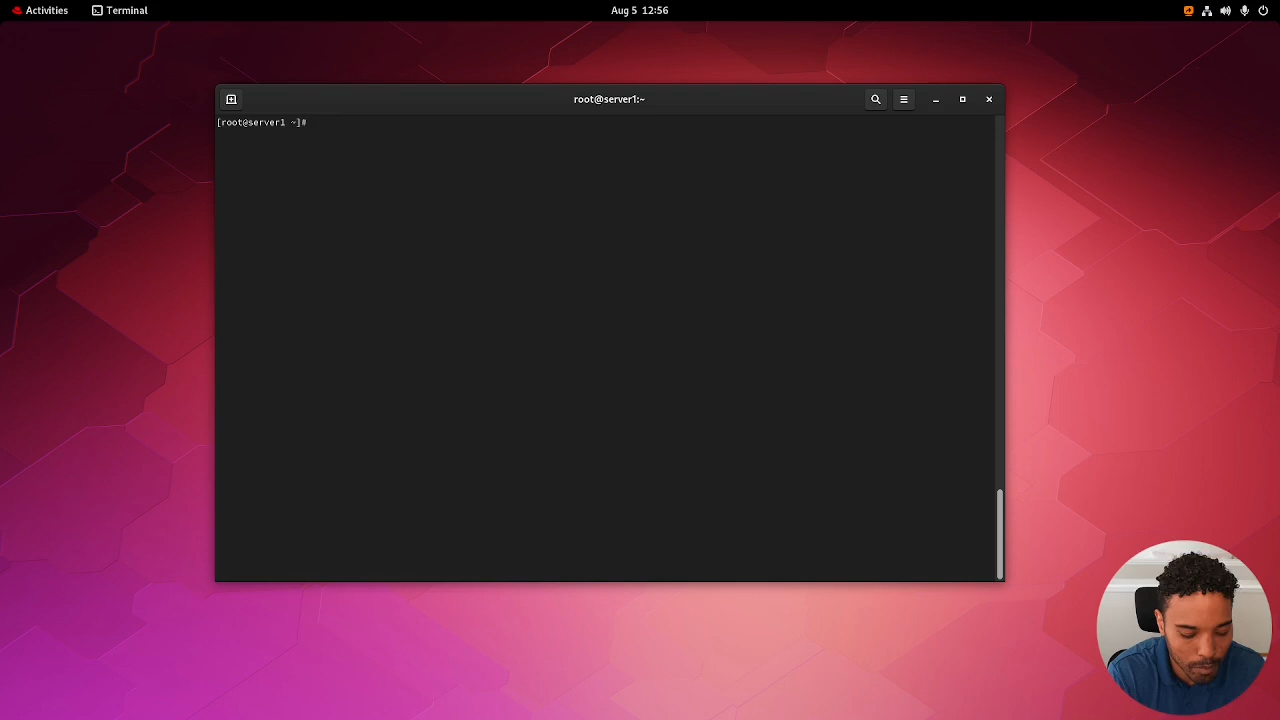 Activities
Terminal
Aug 5 12:56
root@server1:~
[root@server1 ~]#